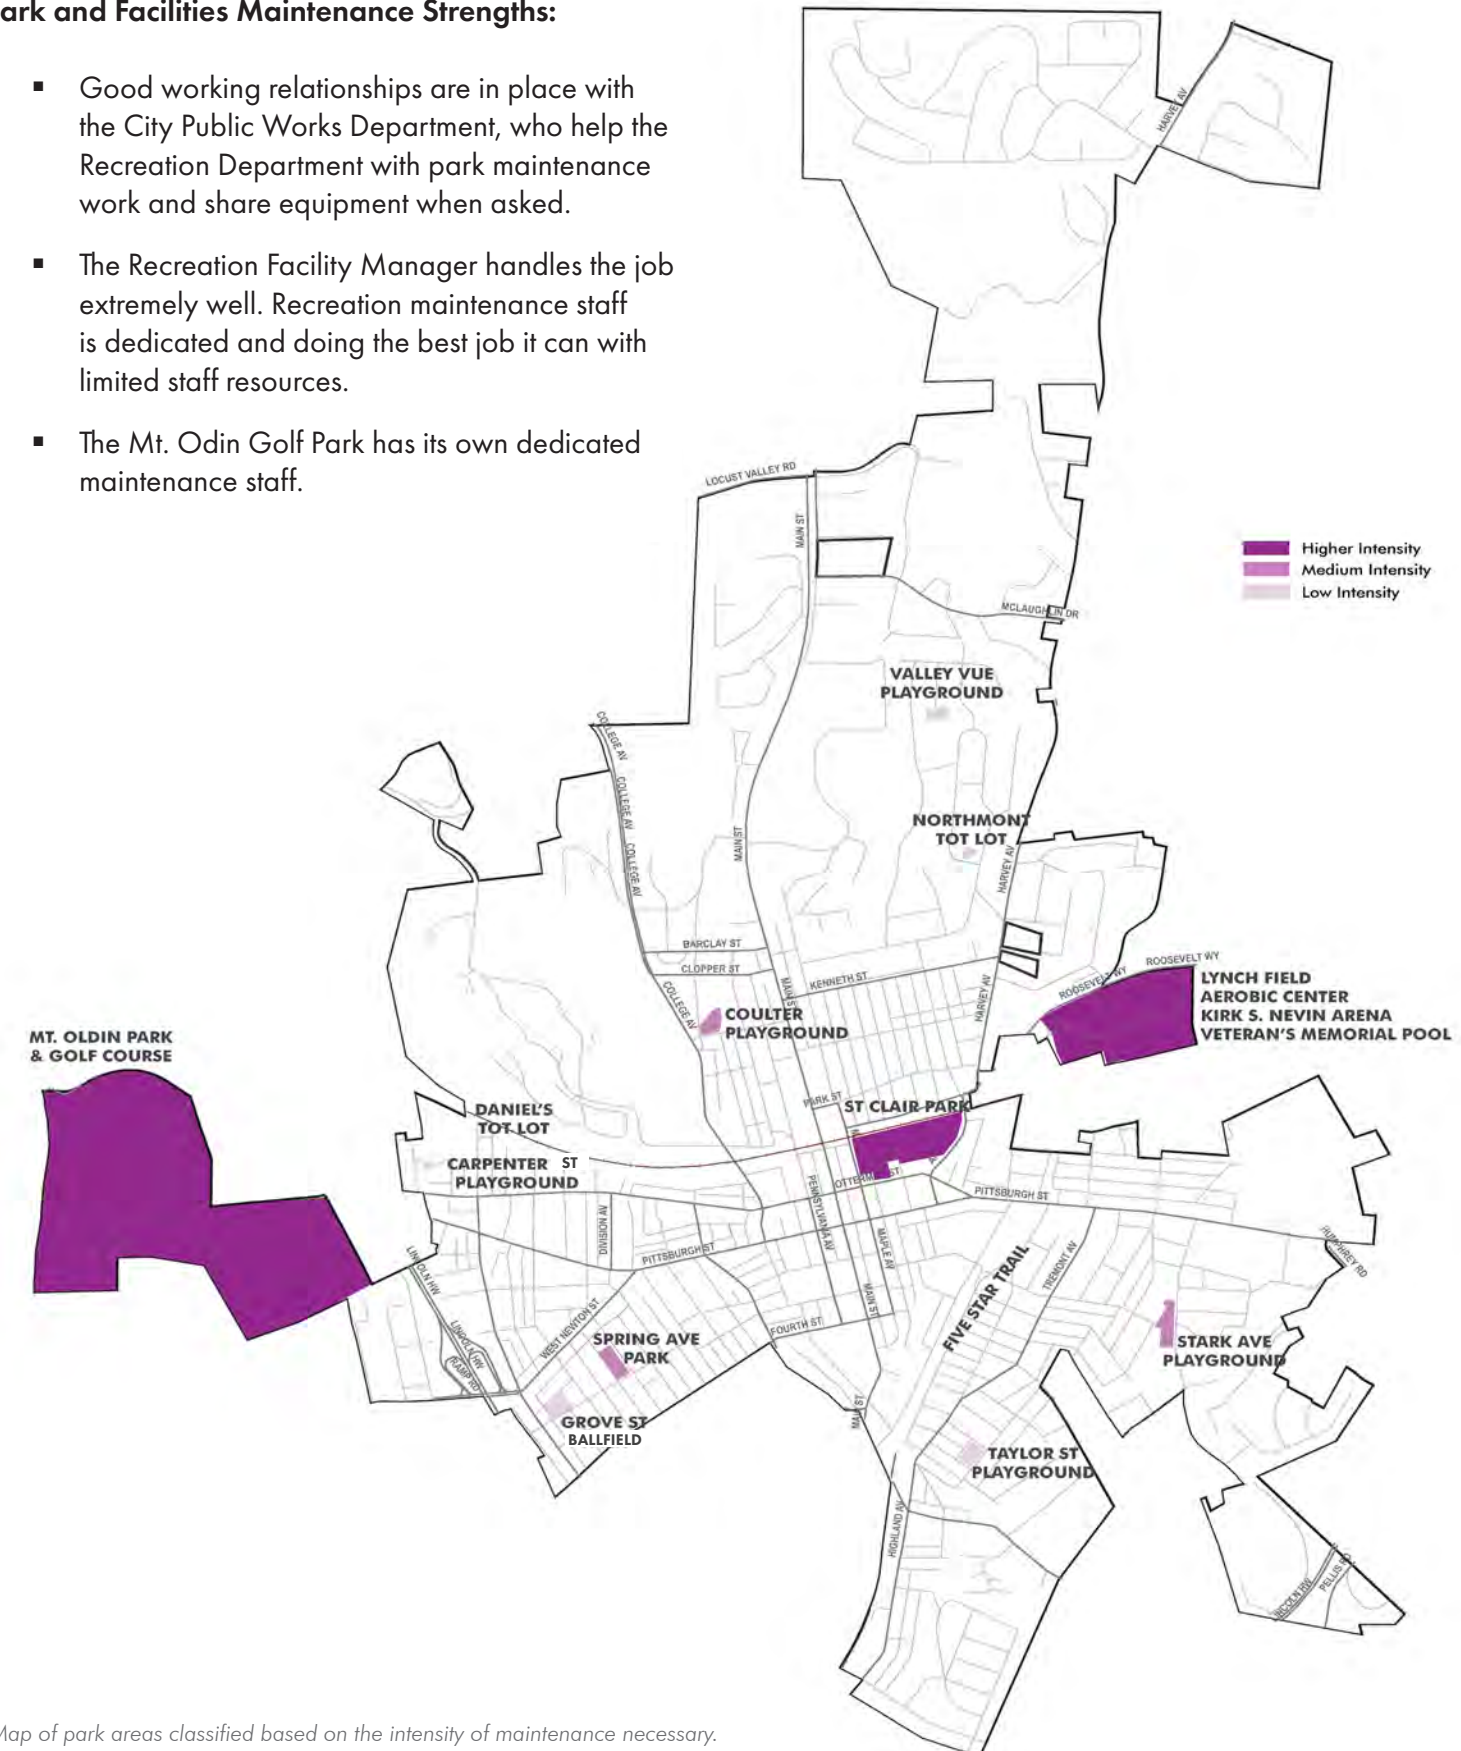 ark and Facilities Maintenance Strengths:
▪ Good working relationships are in place with
the City Public Works Department, who help the
Recreation Department with park maintenance
work and share equipment when asked.
▪ The Recreation Facility Manager handles the job
extremely well. Recreation maintenance staff
is dedicated and doing the best job it can with
limited staff resources.
▪ The Mt. Odin Golf Park has its own dedicated
maintenance staff.
HARVEY AV
LOCUST VALLEY RD
MAIN ST
Higher Intensity
Medium Intensity
Low Intensity
MCLAUGHLIN DR
VALLEY VUE
PLAYGROUND
COLLEGE AV
COLLEGE AV
COLLEGE AV
MAIN ST
NORTHMONT
TOT LOT
HARVEY AV
BARCLAY ST
CLOPPER ST
KENNETH ST
MAIN ST
COLLEGE AV
HARVEY AV
ROOSEVELT WY
ROOSEVELT WY
LYNCH FIELD
AEROBIC CENTER
KIRK S. NEVIN ARENA
VETERAN'S MEMORIAL POOL
COULTER
PLAYGROUND
MT. OLDIN PARK
& GOLF COURSE
PARK ST
ST CLAIR PARK
DANIEL'S
TOT LOT
CARPENTER ST
PLAYGROUND
PENNSYLVANIA AV
PITTSBURGH ST
DIVISION AV
PITTSBURGH ST
MAPLE AV
HUMPHREY RD
LINCOLN HW
TREMONT AV
FIVE STAR TRAIL
MAIN ST
FOURTH ST
WEST NEWTON ST
LINCOLN HW
RAMP RD
SPRING AVE
PARK
STARK AVE
PLAYGROUND
MAIN ST
GROVE ST
BALLFIELD
TAYLOR ST
PLAYGROUND
HIGHLAND AV
LINCOLN HW
PELLIS RD
Map of park areas classified based on the intensity of maintenance necessary.